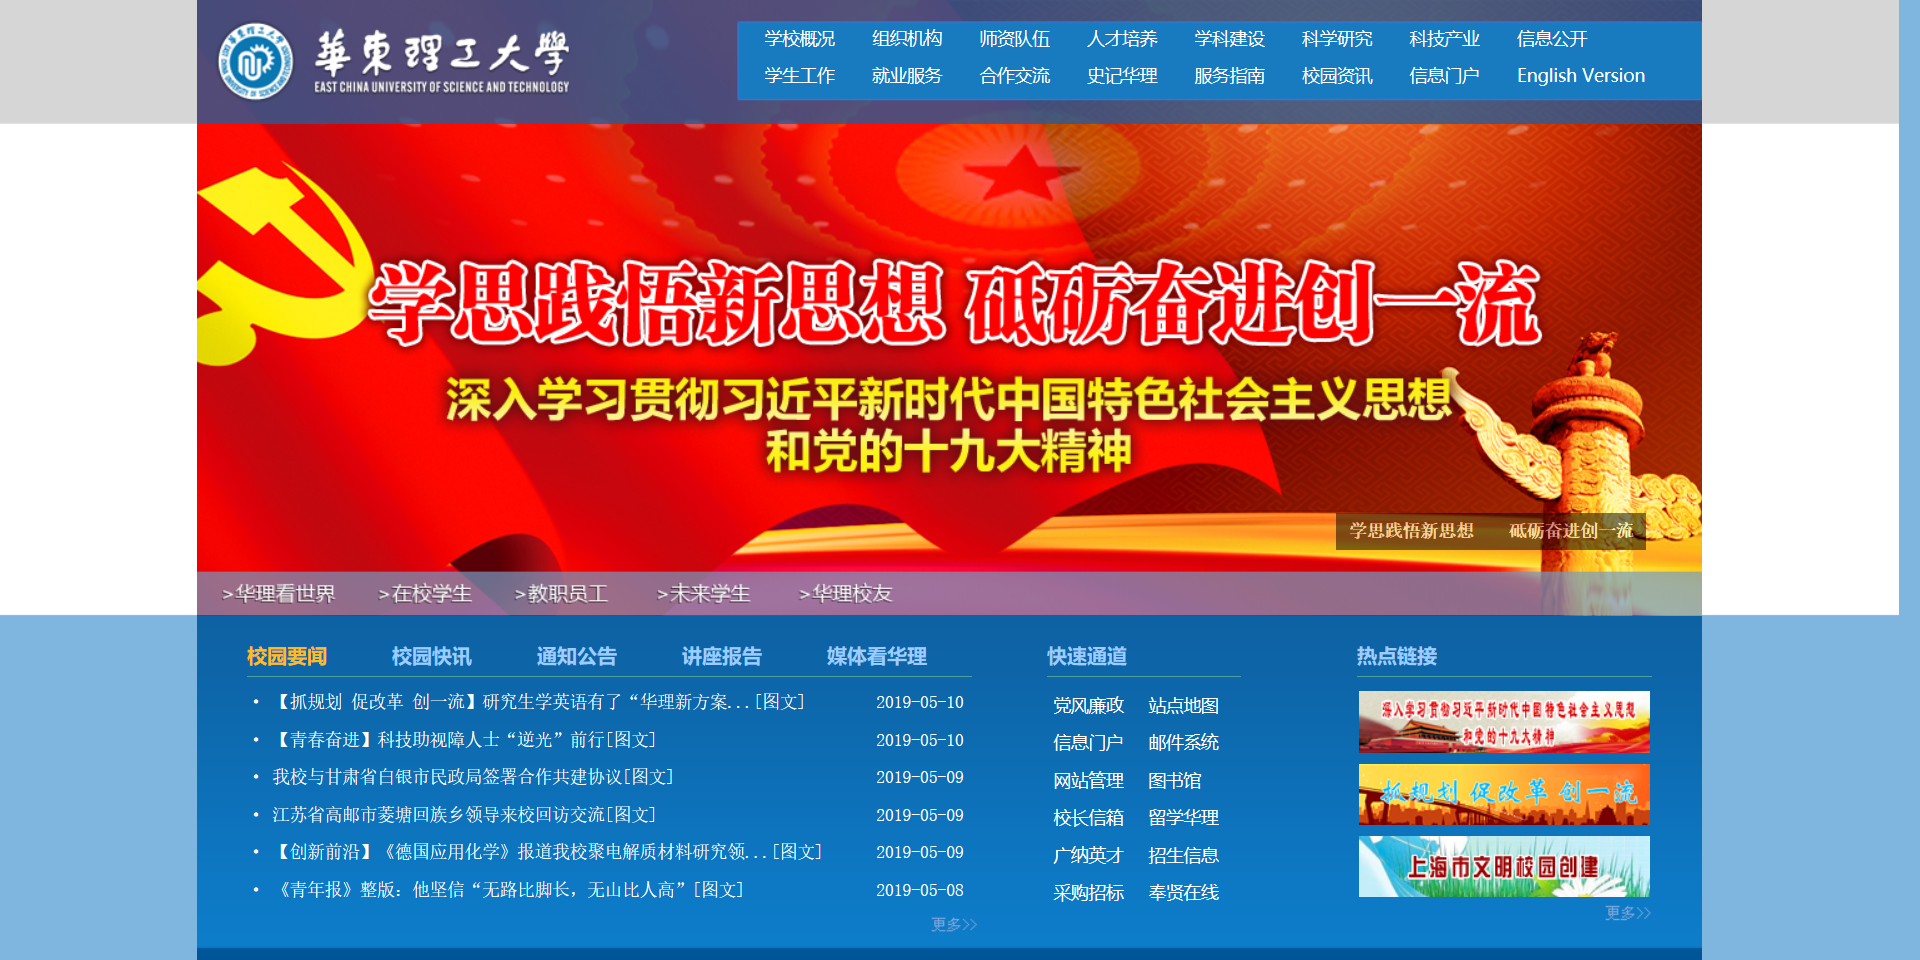 華東理工大學
EAST CHINA UNIVERSITY OF SCIENCE AND TECHNOLOGY
学校概况 组织机构 师资队伍 人才培养 学科建设 科学研究 科技产业 信息公开
学生工作 就业服务 合作交流 史记华理 服务指南 校园资讯 信息门户 English Version
学思践悟新思想 砥砺奋进创一流
深入学习贯彻习近平新时代中国特色社会主义思想
和党的十九大精神
学思践悟新思想 砥砺奋进创一流
>华理看世界 >在校学生 >教职员工 >未来学生 >华理校友
校园要闻 校园快讯 通知公告 讲座报告 媒体看华理
• 【抓规划 促改革 创一流】研究生学英语有了“华理新方案...[图文] 2019-05-10
• 【青春奋进】科技助视障人士“逆光”前行[图文] 2019-05-10
• 我校与甘肃省白银市民政局签署合作共建协议[图文] 2019-05-09
• 江苏省高邮市菱塘回族乡领导来校回访交流[图文] 2019-05-09
• 【创新前沿】《德国应用化学》报道我校聚电解质材料研究领...[图文] 2019-05-09
• 《青年报》整版：他坚信“无路比脚长，无山比人高”[图文] 2019-05-08
更多>>
快速通道
党风廉政 站点地图
信息门户 邮件系统
网站管理 图书馆
校长信箱 留学华理
广纳英才 招生信息
采购招标 奉贤在线
热点链接
深入学习贯彻习近平新时代中国特色社会主义思想
和党的十九大精神
抓规划 促改革 创一流
上海市文明校园创建
更多>>